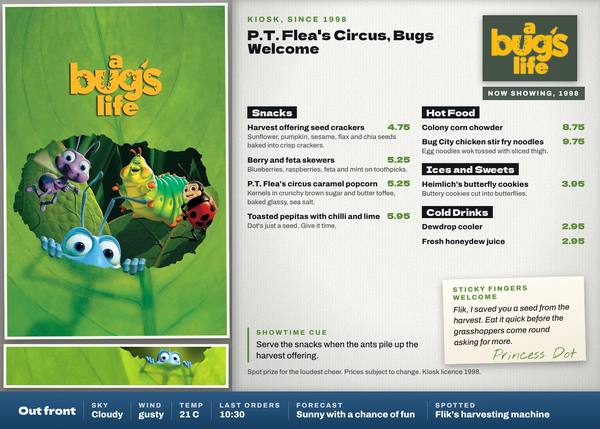 a
bug's
life
KIOSK, SINCE 1998
P.T. Flea's Circus, Bugs
Welcome
a
bug's
life
NOW SHOWING, 1998
Snacks
Harvest offering seed crackers 4.75
Sunflower, pumpkin, sesame, flax and chia seeds
baked into crisp crackers.
Berry and feta skewers 5.25
Blueberries, raspberries, feta and mint on toothpicks.
P.T. Flea's circus caramel popcorn 5.25
Kernels in crunchy brown sugar and butter toffee,
baked glassy, sea salt.
Toasted pepitas with chilli and lime 5.95
Dot's just a seed. Give it time.
Hot Food
Colony corn chowder 8.75
Bug City chicken stir fry noodles 9.75
Egg noodles wok tossed with sliced thigh.
Ices and Sweets
Heimlich's butterfly cookies 3.95
Buttery cookies cut into butterflies.
Cold Drinks
Dewdrop cooler 2.95
Fresh honeydew juice 2.95
STICKY FINGERS
WELCOME
Flik, I saved you a seed from the
harvest. Eat it quick before the
grasshoppers come round
asking for more.
Princess Dot
SHOWTIME CUE
Serve the snacks when the ants pile up the
harvest offering.
Spot prize for the loudest cheer. Prices subject to change. Kiosk licence 1998.
Out front
SKY
Cloudy
WIND
gusty
TEMP
21 C
LAST ORDERS
10:30
FORECAST
Sunny with a chance of fun
SPOTTED
Flik's harvesting machine